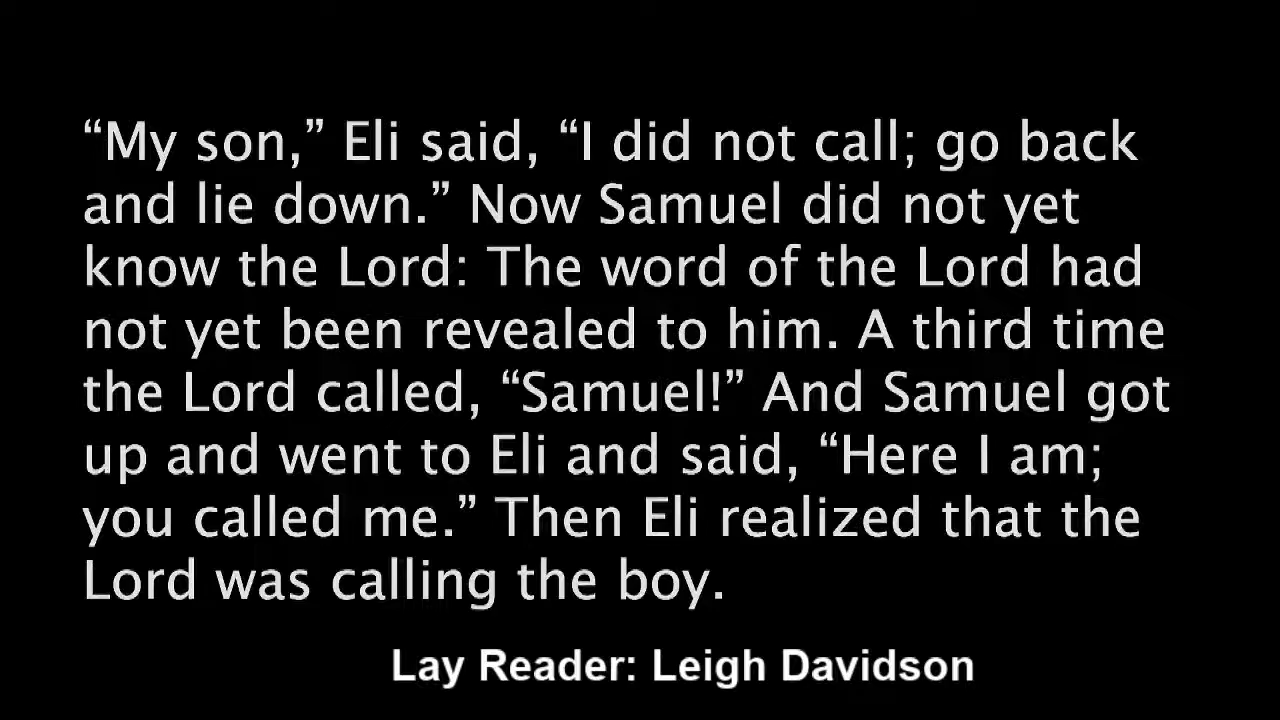 “My son,” Eli said, “I did not call; go back
and lie down.” Now Samuel did not yet
know the Lord: The word of the Lord had
not yet been revealed to him. A third time
the Lord called, “Samuel!” And Samuel got
up and went to Eli and said, “Here I am;
you called me.” Then Eli realized that the
Lord was calling the boy.
Lay Reader: Leigh Davidson